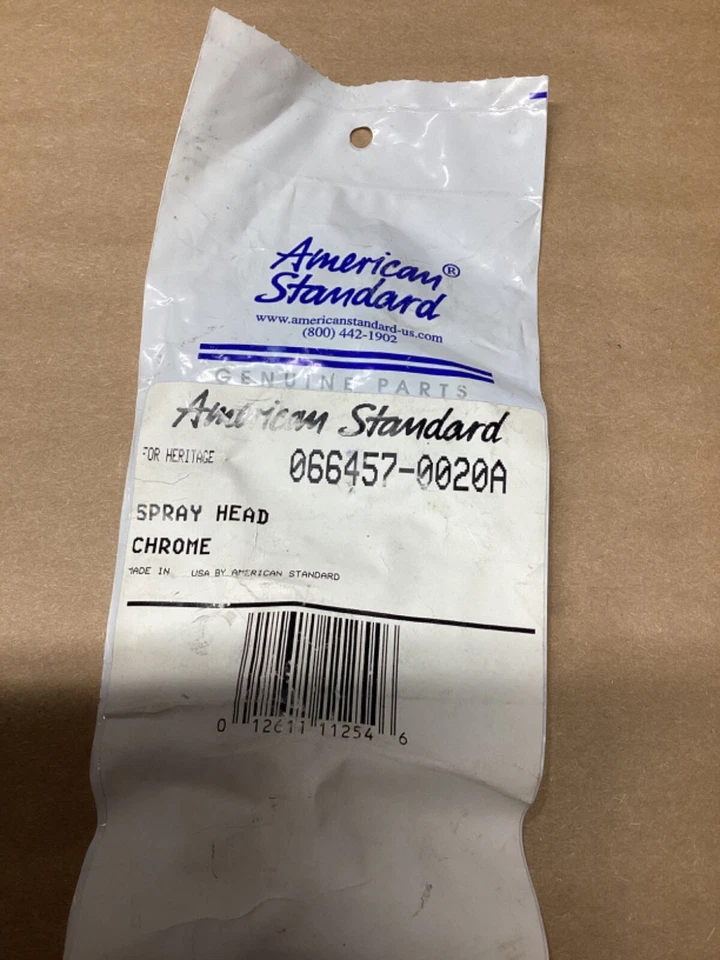 American®
Standard
www.americanstandard-us.com
(800) 442-1902
GENUINE PARTS
American Standard
FOR HERITAGE 066457-0020A
SPRAY HEAD
CHROME
MADE IN USA BY AMERICAN STANDARD
0 12611 11254 6